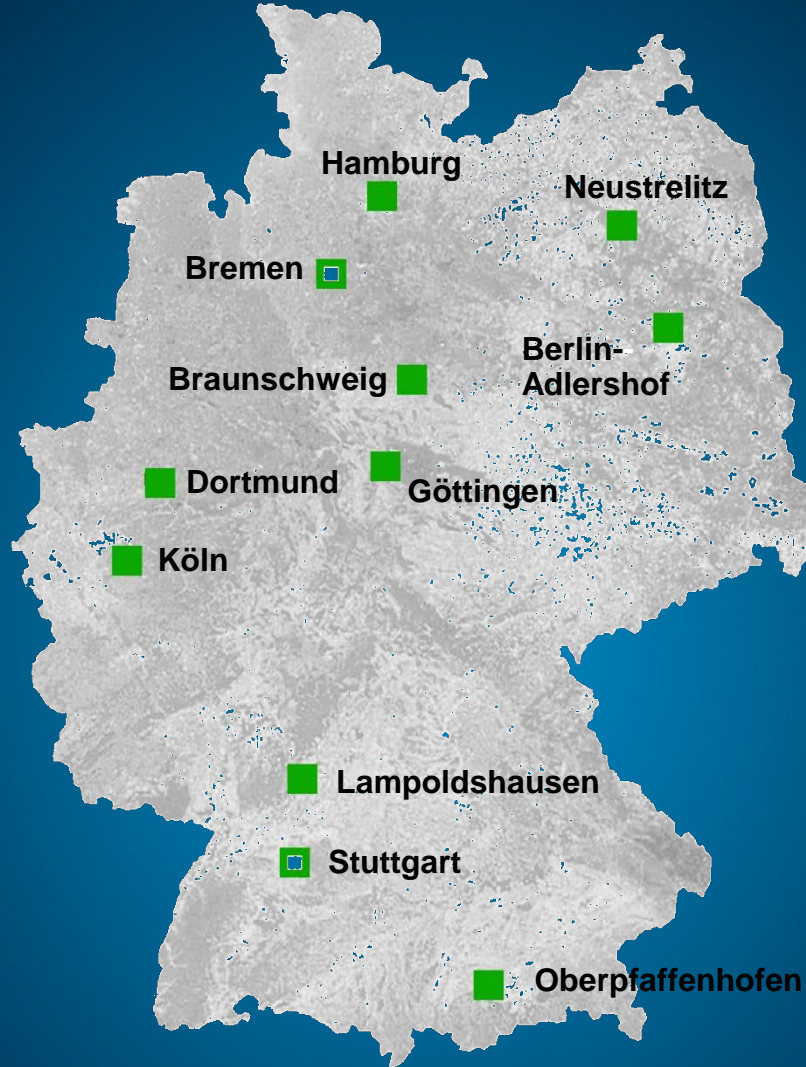 Hamburg
Neustrelitz
Bremen
Berlin-
Adlershof
Braunschweig
Dortmund
Göttingen
Köln
Lampoldshausen
Stuttgart
Oberpfaffenhofen